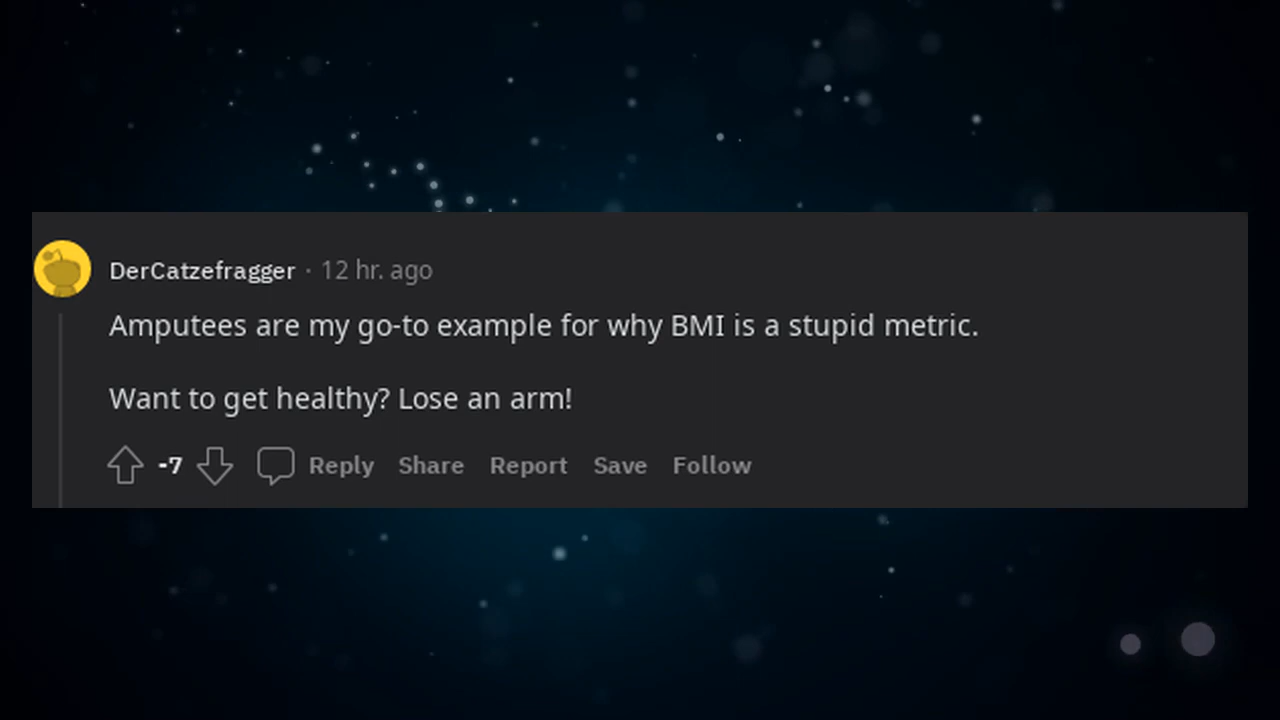 DerCatzefragger · 12 hr. ago
Amputees are my go-to example for why BMI is a stupid metric.
Want to get healthy? Lose an arm!
-7 Reply Share Report Save Follow